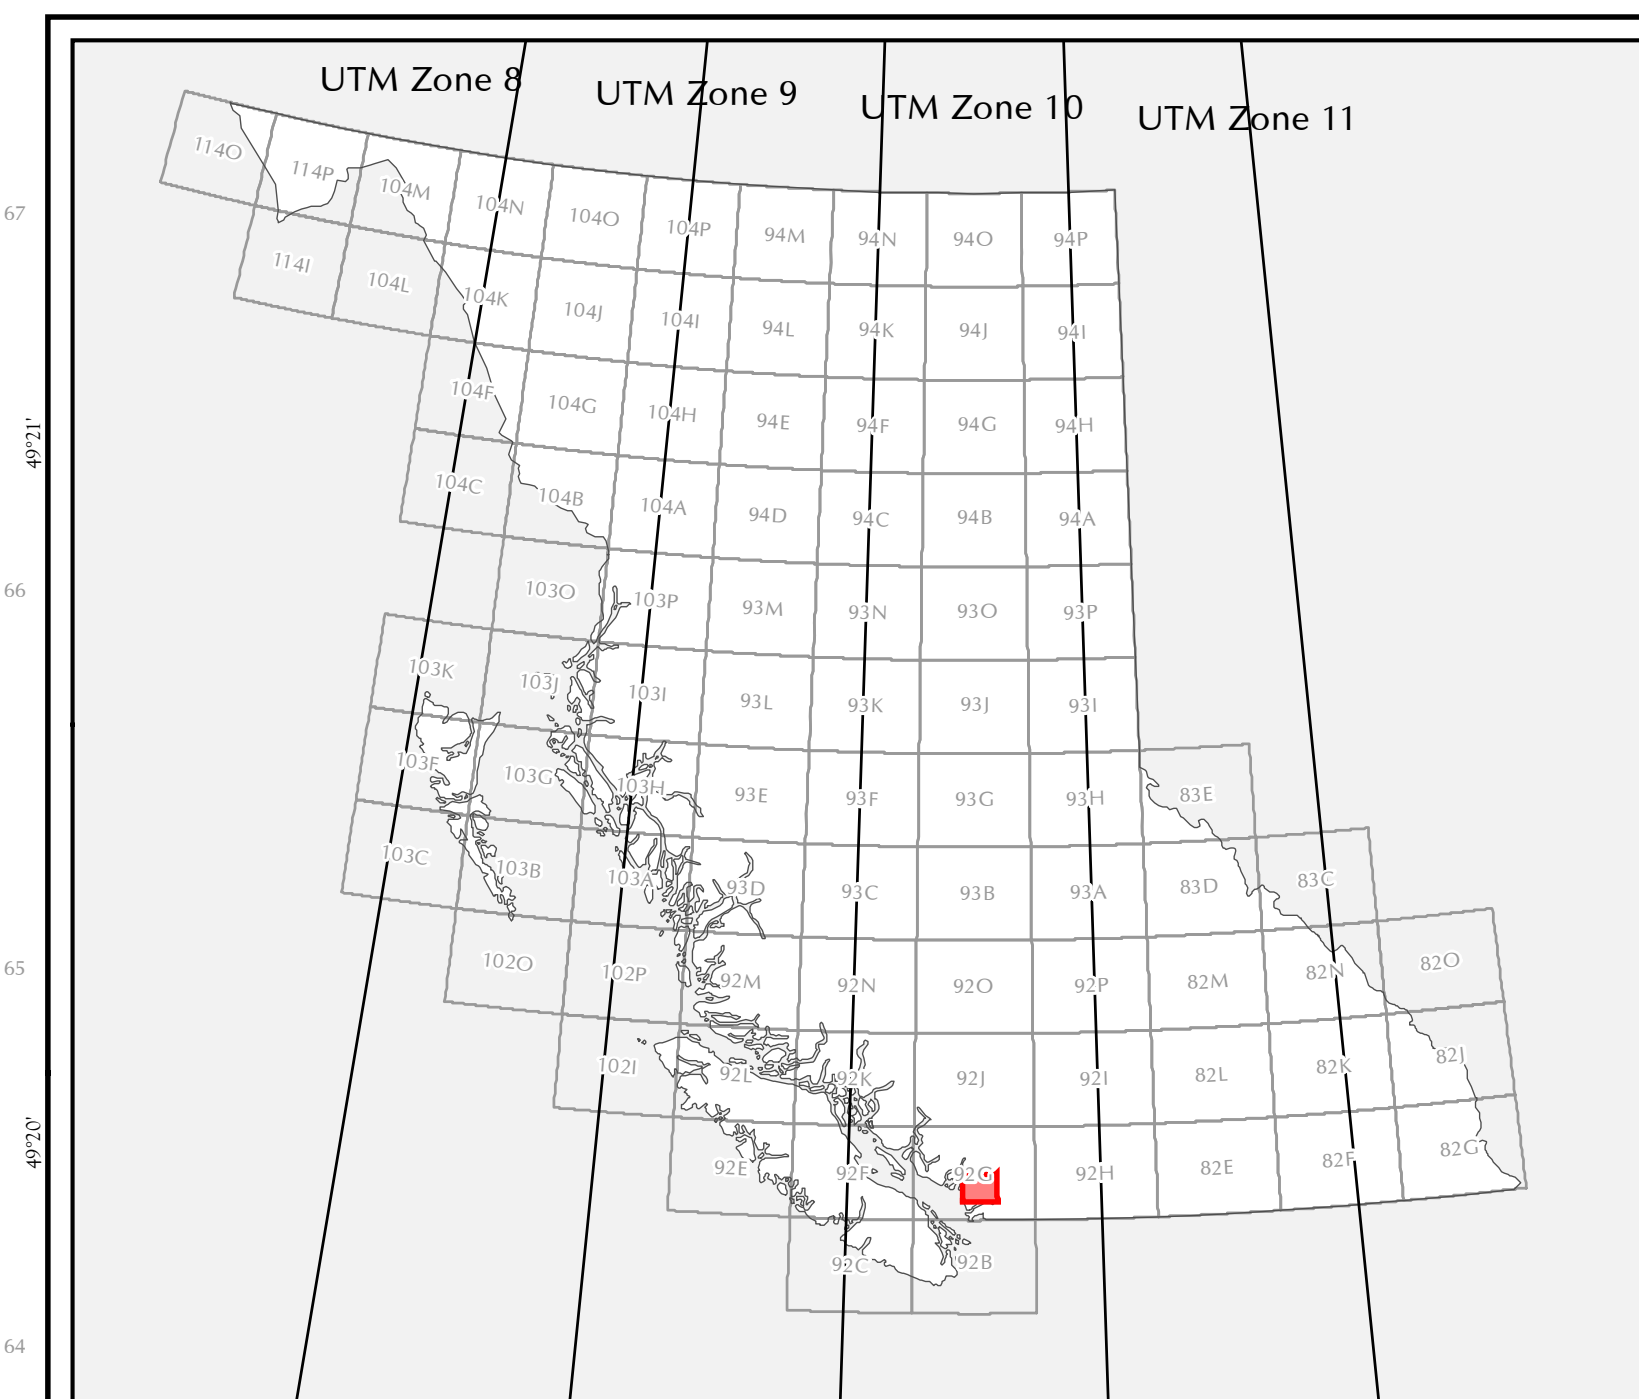 UTM Zone 8
UTM Zone 9
UTM Zone 10
UTM Zone 11
114O 114P 104M 104N 104O 104P 94M 94N 94O 94P
67
114I 104L 104K 104J 104I 94L 94K 94J 94I
104F 104G 104H 94E 94F 94G 94H
49°21'
104C 104B 104A 94D 94C 94B 94A
66
103O 103P 93M 93N 93O 93P
103K 103J 103I 93L 93K 93J 93I
103F 103G 103H 93E 93F 93G 93H 83E
103C 103B 103A 93D 93C 93B 93A 83D 83C
65
102O 102P 92M 92N 92O 92P 82M 82N 82O
102I 92L 92K 92J 92I 82L 82K 82J
49°20'
92E 92F 92G 92H 82E 82F 82G
92C 92B
64